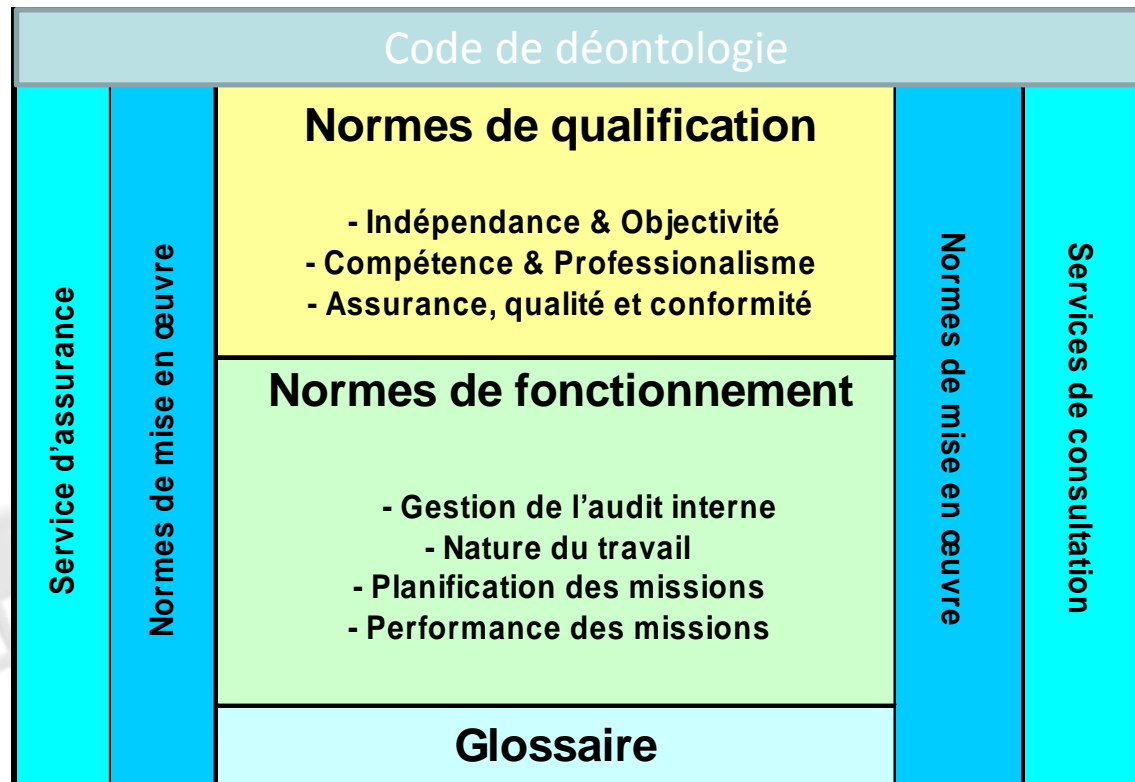 Code de déontologie
Service d'assurance
Normes de mise en œuvre
Normes de qualification
- Indépendance & Objectivité
- Compétence & Professionalisme
- Assurance, qualité et conformité
Normes de fonctionnement
- Gestion de l'audit interne
- Nature du travail
- Planification des missions
- Performance des missions
Glossaire
Normes de mise en œuvre
Services de consultation